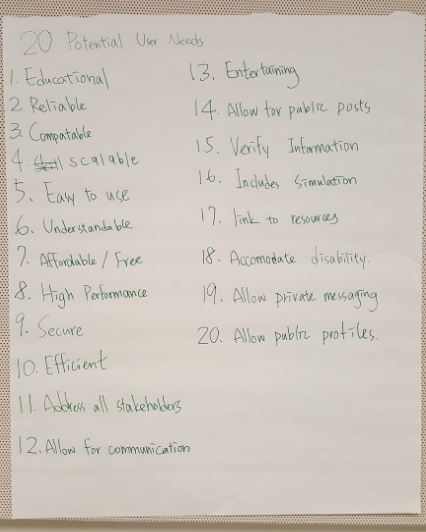 20 Potential User Needs
1. Educational
2. Reliable
3. Compatable
4 scalable
5. Easy to use
6. Understandable
7. Affordable / Free
8. High Performance
9. Secure
10. Efficient
11. Address all stakeholders
12. Allow for communication
13. Entertaining
14. Allow for public posts
15. Verify Information
16. Includes Simulation
17. link to resources
18. Accomodate disability.
19. Allow private messaging
20. Allow public profiles.